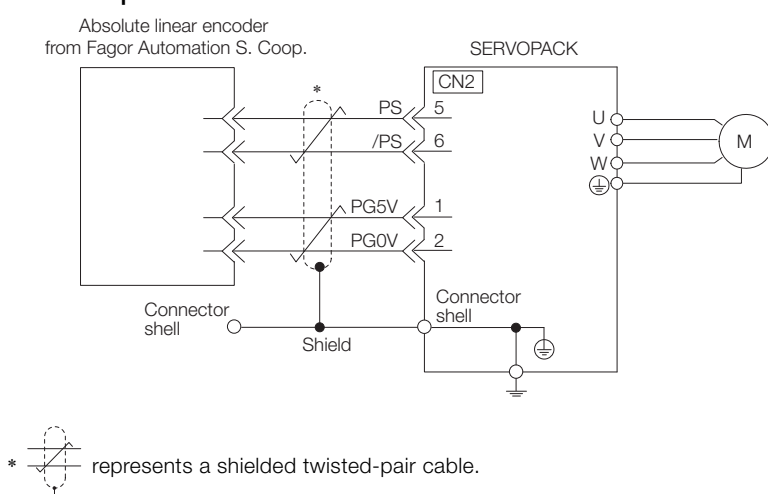 Absolute linear encoder
from Fagor Automation S. Coop.
SERVOPACK
CN2
*
PS 5
/PS 6
PG5V 1
PG0V 2
U
V
W
M
Connector
shell
Shield
Connector
shell
* represents a shielded twisted-pair cable.